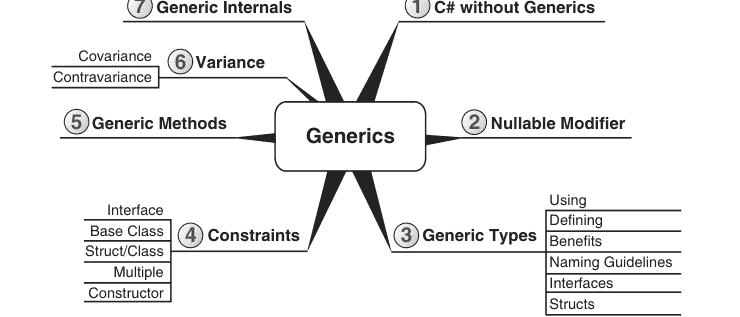 7 Generic Internals
1 C# without Generics
Covariance
Contravariance
6 Variance
5 Generic Methods
Generics
2 Nullable Modifier
Interface
Base Class
Struct/Class
Multiple
Constructor
4 Constraints
3 Generic Types
Using
Defining
Benefits
Naming Guidelines
Interfaces
Structs